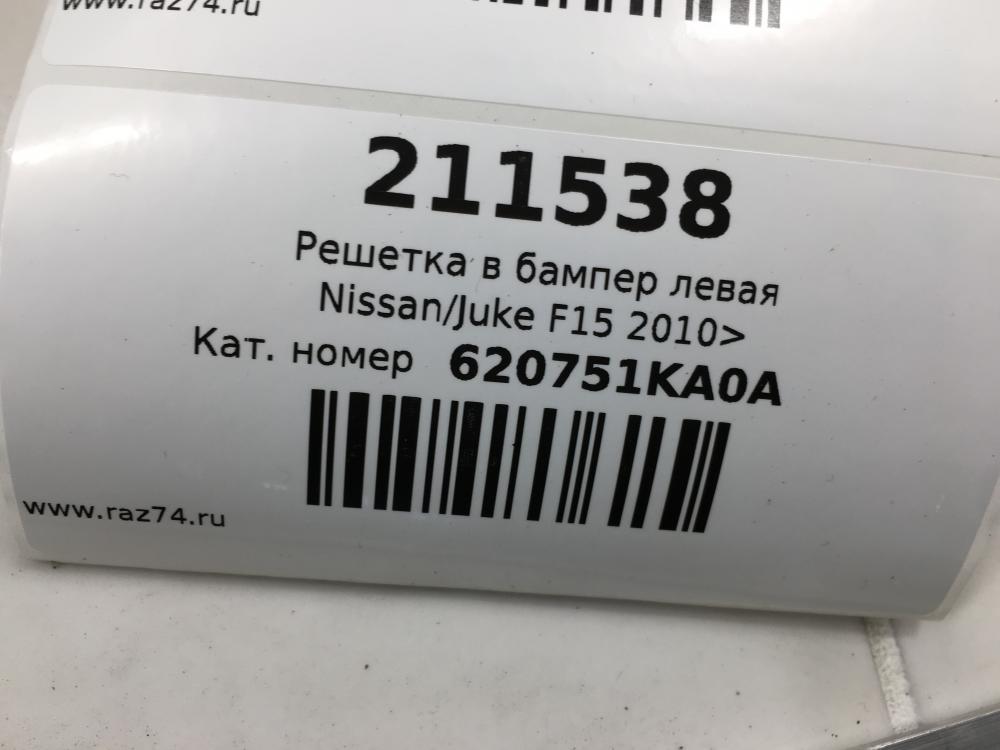 www.raz74.ru
211538
Решетка в бампер левая
Nissan/Juke F15 2010>
Кат. номер 620751KA0A
www.raz74.ru